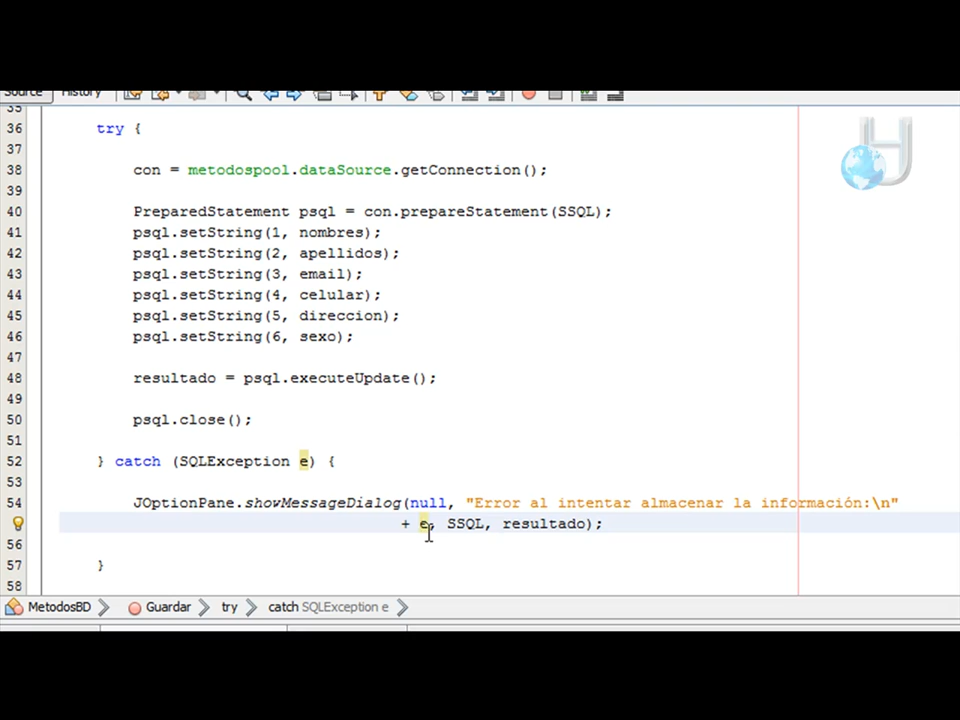 Source History
35
36 try {
37
38 con = metodospool.dataSource.getConnection();
39
40 PreparedStatement psql = con.prepareStatement(SSQL);
41 psql.setString(1, nombres);
42 psql.setString(2, apellidos);
43 psql.setString(3, email);
44 psql.setString(4, celular);
45 psql.setString(5, direccion);
46 psql.setString(6, sexo);
47
48 resultado = psql.executeUpdate();
49
50 psql.close();
51
52 } catch (SQLException e) {
53
54 JOptionPane.showMessageDialog(null, "Error al intentar almacenar la información:\n"
+ e, SSQL, resultado);
56
57 }
58
MetodosBD Guardar try catch SQLException e